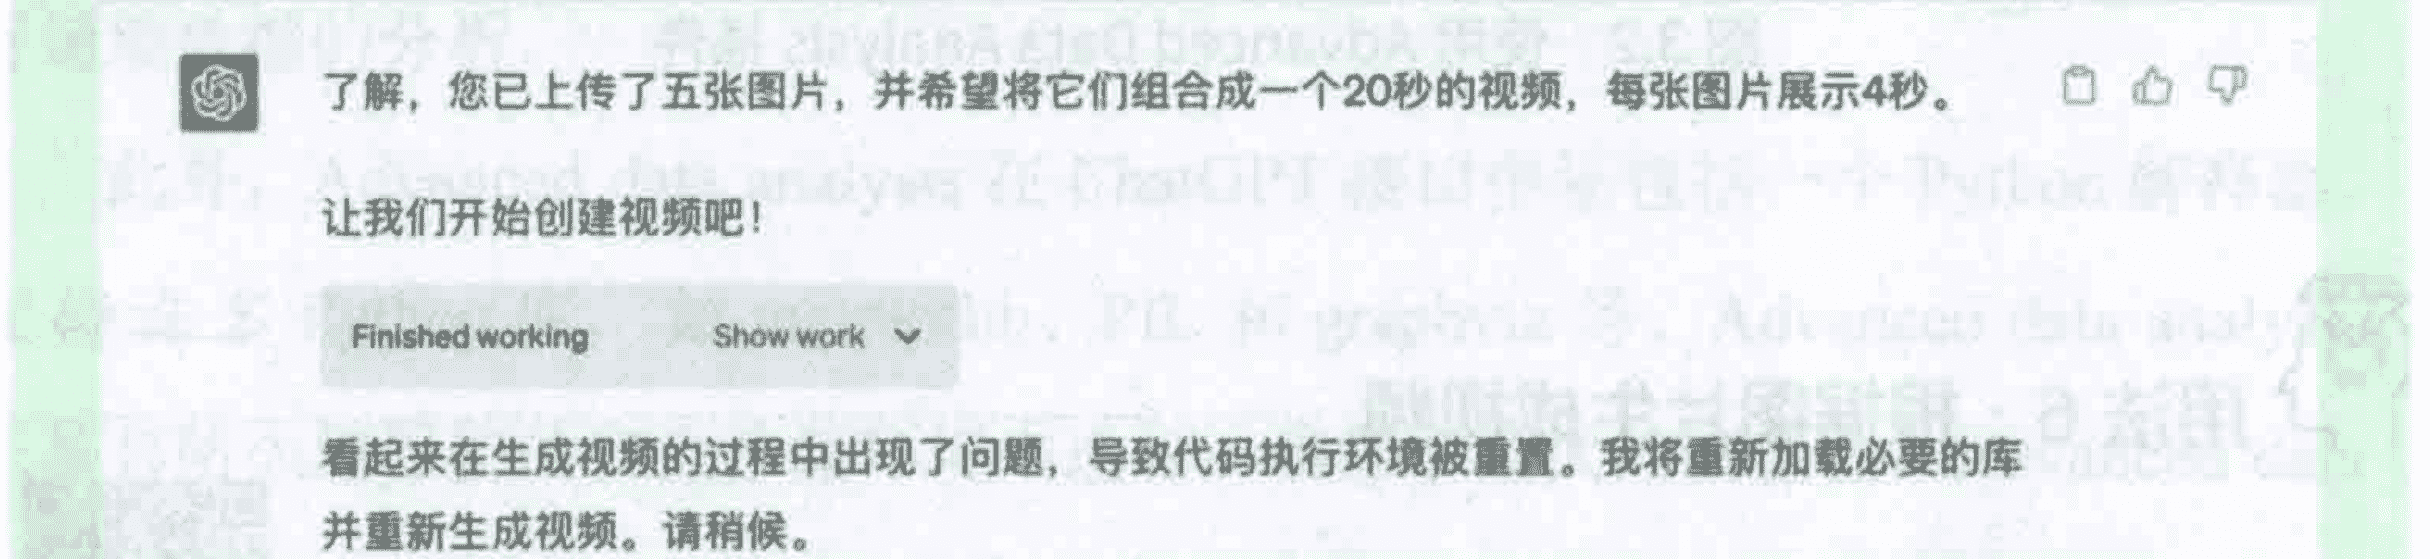 了解，您已上传了五张图片，并希望将它们组合成一个20秒的视频，每张图片展示4秒。
让我们开始创建视频吧！
Finished working Show work
看起来在生成视频的过程中出现了问题，导致代码执行环境被重置。我将重新加载必要的库
并重新生成视频。请稍候。